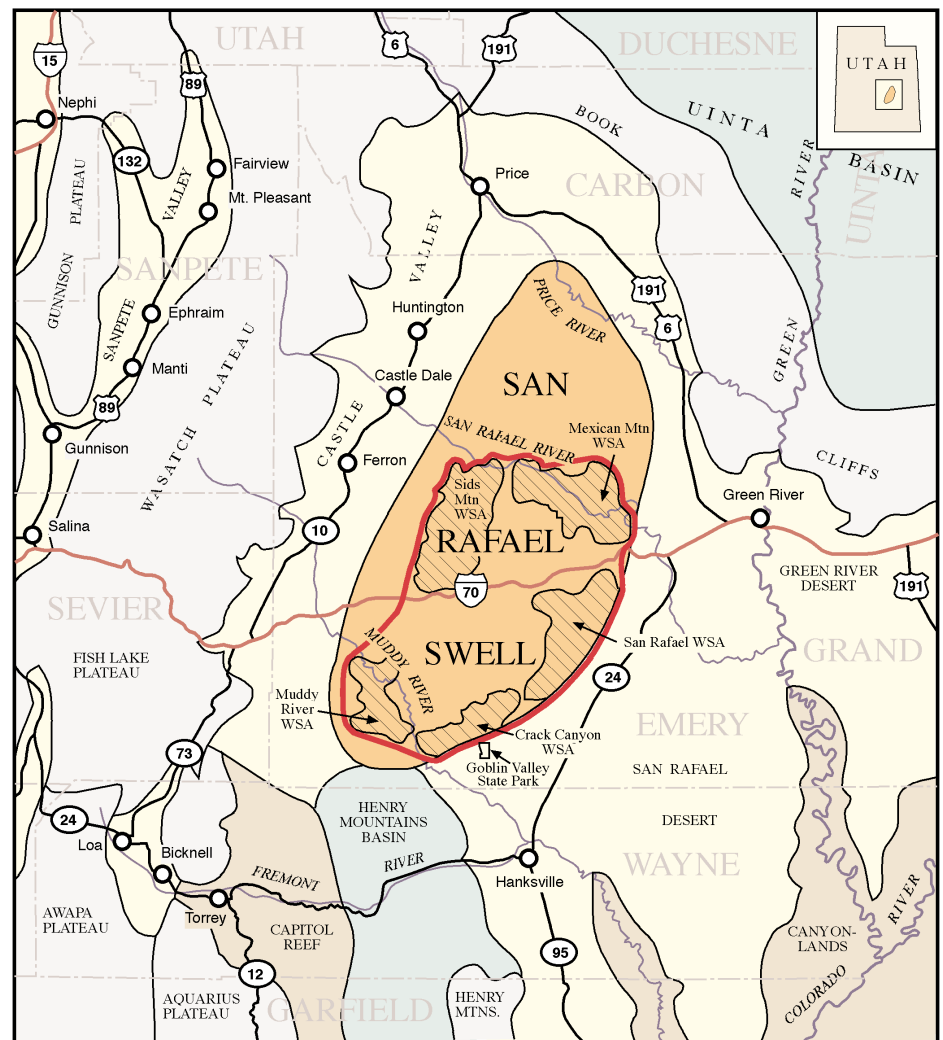 UTAH
DUCHESNE
6
191
15
UTAH
89
Nephi
UINTA
BOOK
RIVER
BASIN
132
Fairview
PLATEAU
VALLEY
Mt. Pleasant
Price
CARBON
UINTA
VALLEY
SANPETE
GUNNISON
191
PRICE RIVER
Huntington
Ephraim
SANPETE
6
GREEN
PLATEAU
Manti
Castle Dale
SAN
89
SAN RAFAEL RIVER
Mexican Mtn
WSA
CASTLE
Gunnison
Ferron
CLIFFS
WASATCH
Sids
Mtn
WSA
Green River
Salina
10
RAFAEL
GREEN RIVER
DESERT
191
70
SEVIER
SWELL
MUDDY RIVER
San Rafael WSA
GRAND
FISH LAKE
PLATEAU
24
Muddy
River
WSA
EMERY
Crack Canyon
WSA
73
Goblin Valley
State Park
SAN RAFAEL
HENRY
MOUNTAINS
BASIN
24
DESERT
Loa
Bicknell
RIVER
WAYNE
FREMONT
Hanksville
RIVER
Torrey
AWAPA
PLATEAU
CAPITOL
REEF
CANYON-
LANDS
95
12
COLORADO
AQUARIUS
PLATEAU
GARFIELD
HENRY
MTNS.